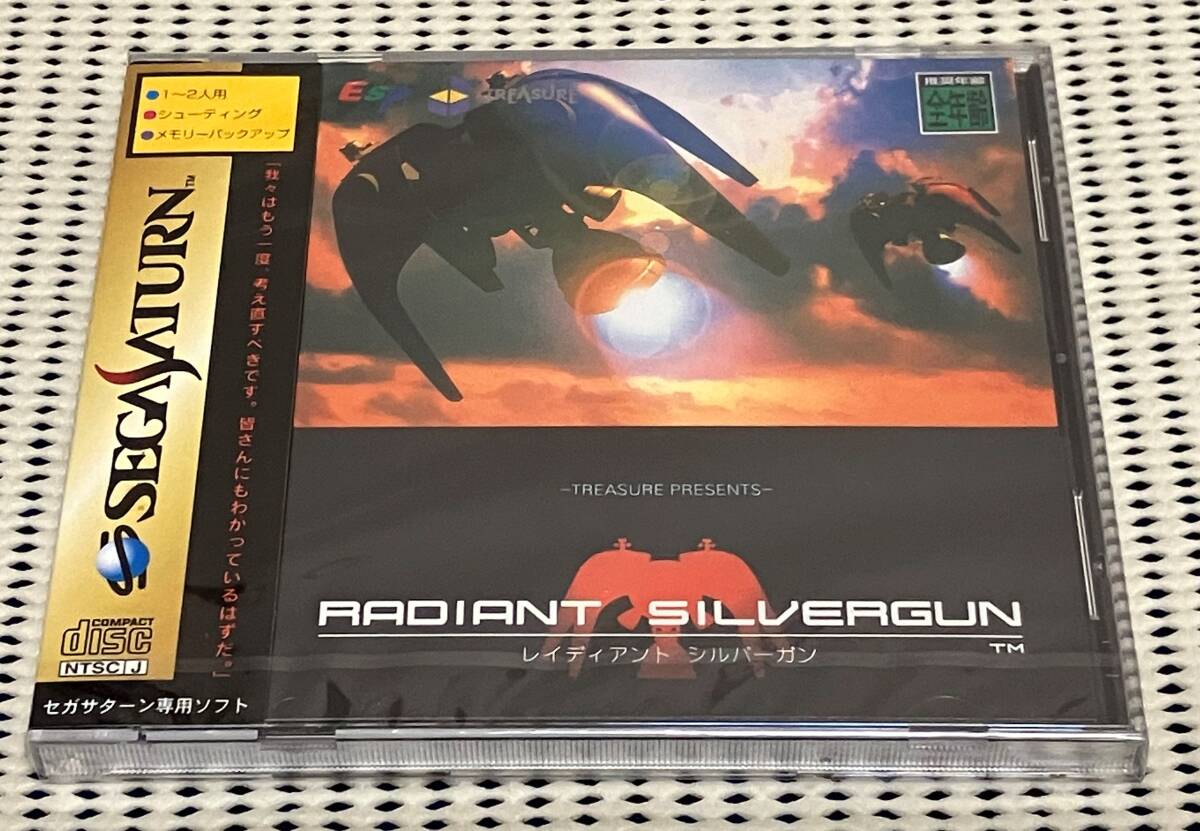 ● 1〜2人用
● シューティング
● メモリーバックアップ
SEGA SATURN™
「我々はもう一度、考え直すべきです。皆さんにもわかっているはずだ。」
COMPACT
disc
NTSC J
セガサターン専用ソフト
ESP
TREASURE
推奨年齢
全年齢
–TREASURE PRESENTS–
RADIANT SILVERGUN
TM
レイディアント シルバーガン